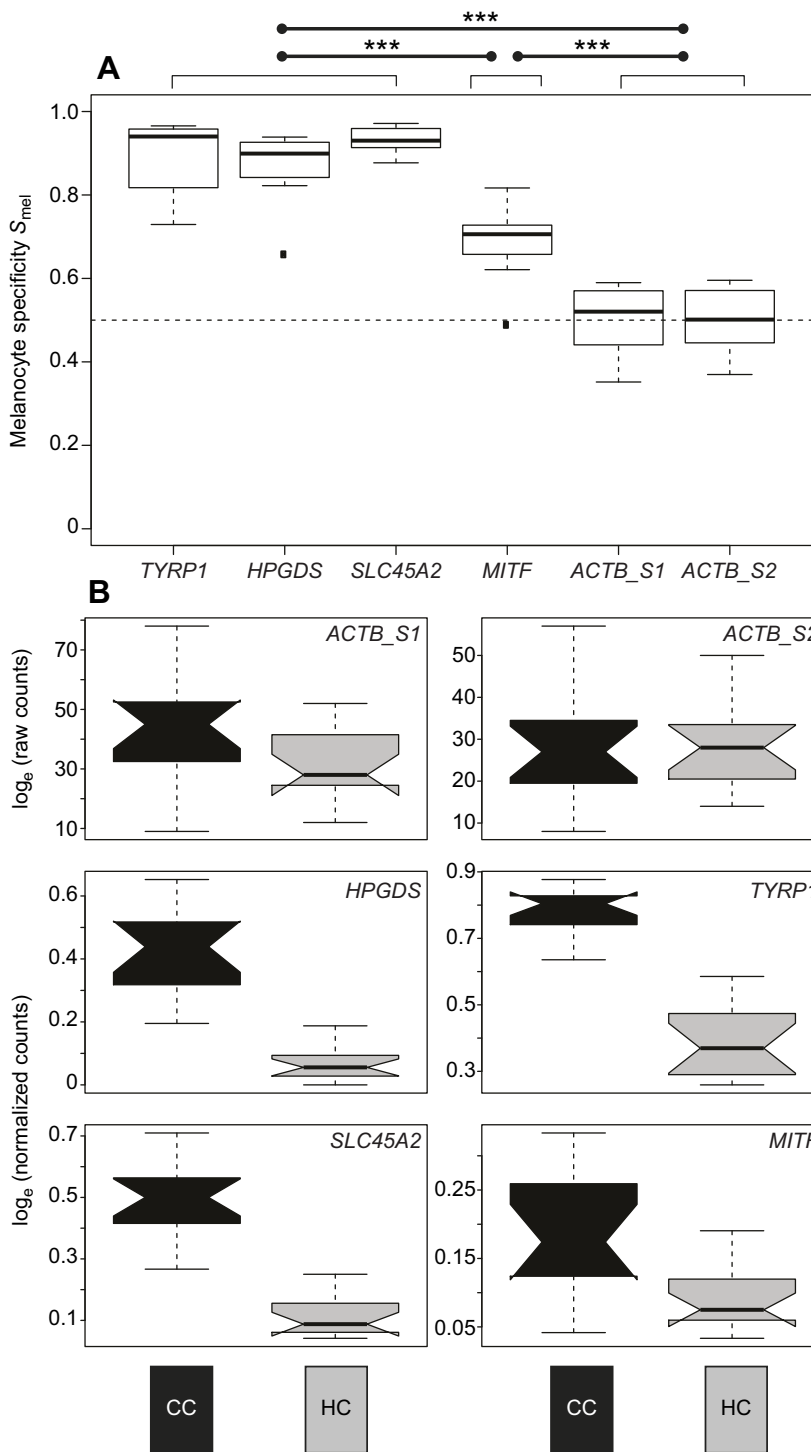 ***
*** ***
A
Melanocyte specificity Smel
1.0
0.8
0.6
0.4
0.2
0
TYRP1 HPGDS SLC45A2 MITF ACTB_S1 ACTB_S2
B
loge (raw counts)
ACTB_S1
70
50
30
10
ACTB_S2
50
40
30
20
10
loge (normalized counts)
HPGDS
0.6
0.4
0.2
0
TYRP1
0.9
0.7
0.5
0.3
SLC45A2
0.7
0.5
0.3
0.1
MITF
0.25
0.15
0.05
CC HC CC HC